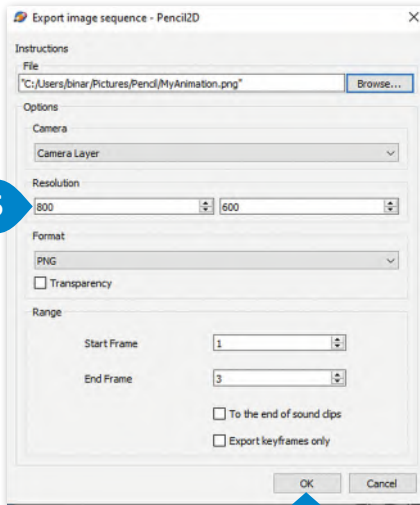 Export image sequence - Pencil2D
Instructions
File
"C:/Users/binar/Pictures/Pencil/MyAnimation.png"
Browse...
Options
Camera
Camera Layer
Resolution
800
600
Format
PNG
Transparency
Range
Start Frame
1
End Frame
3
To the end of sound clips
Export keyframes only
OK
Cancel